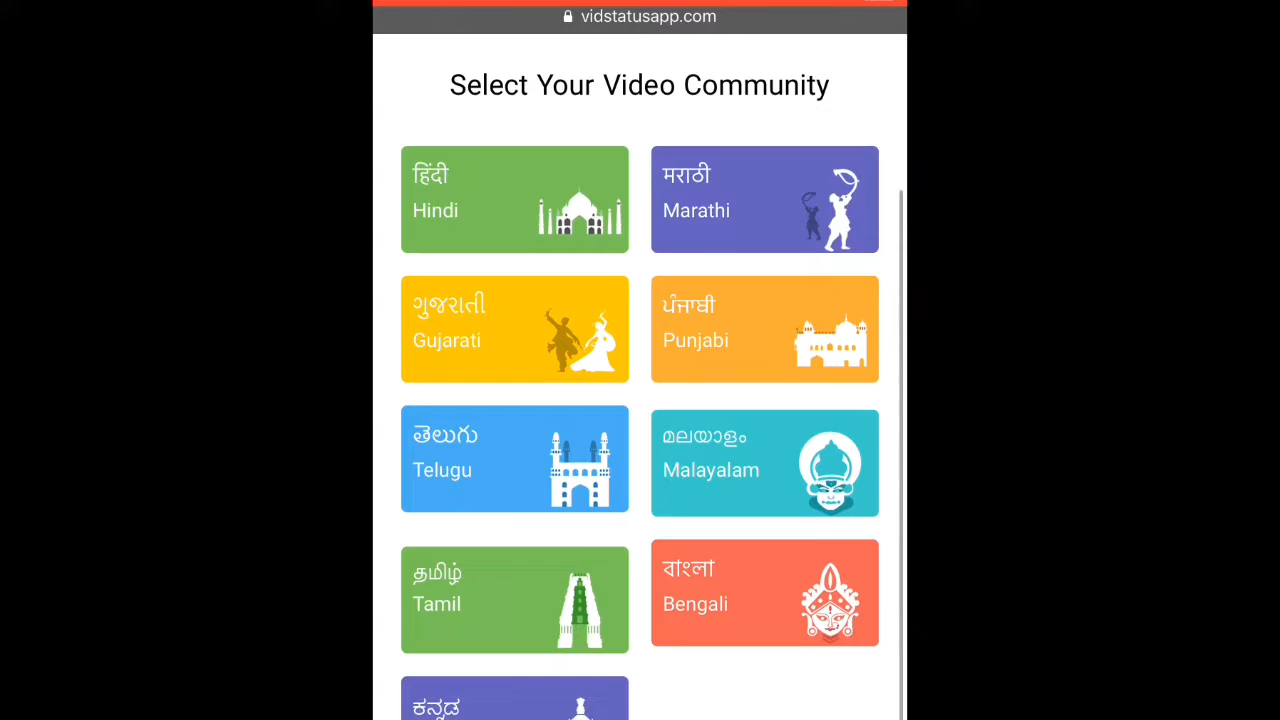 vidstatusapp.com
Select Your Video Community
हिंदी
Hindi
मराठी
Marathi
ગુજરાતી
Gujarati
ਪੰਜਾਬੀ
Punjabi
తెలుగు
Telugu
മലയാളം
Malayalam
தமிழ்
Tamil
বাংলা
Bengali
ಕನ್ನಡ